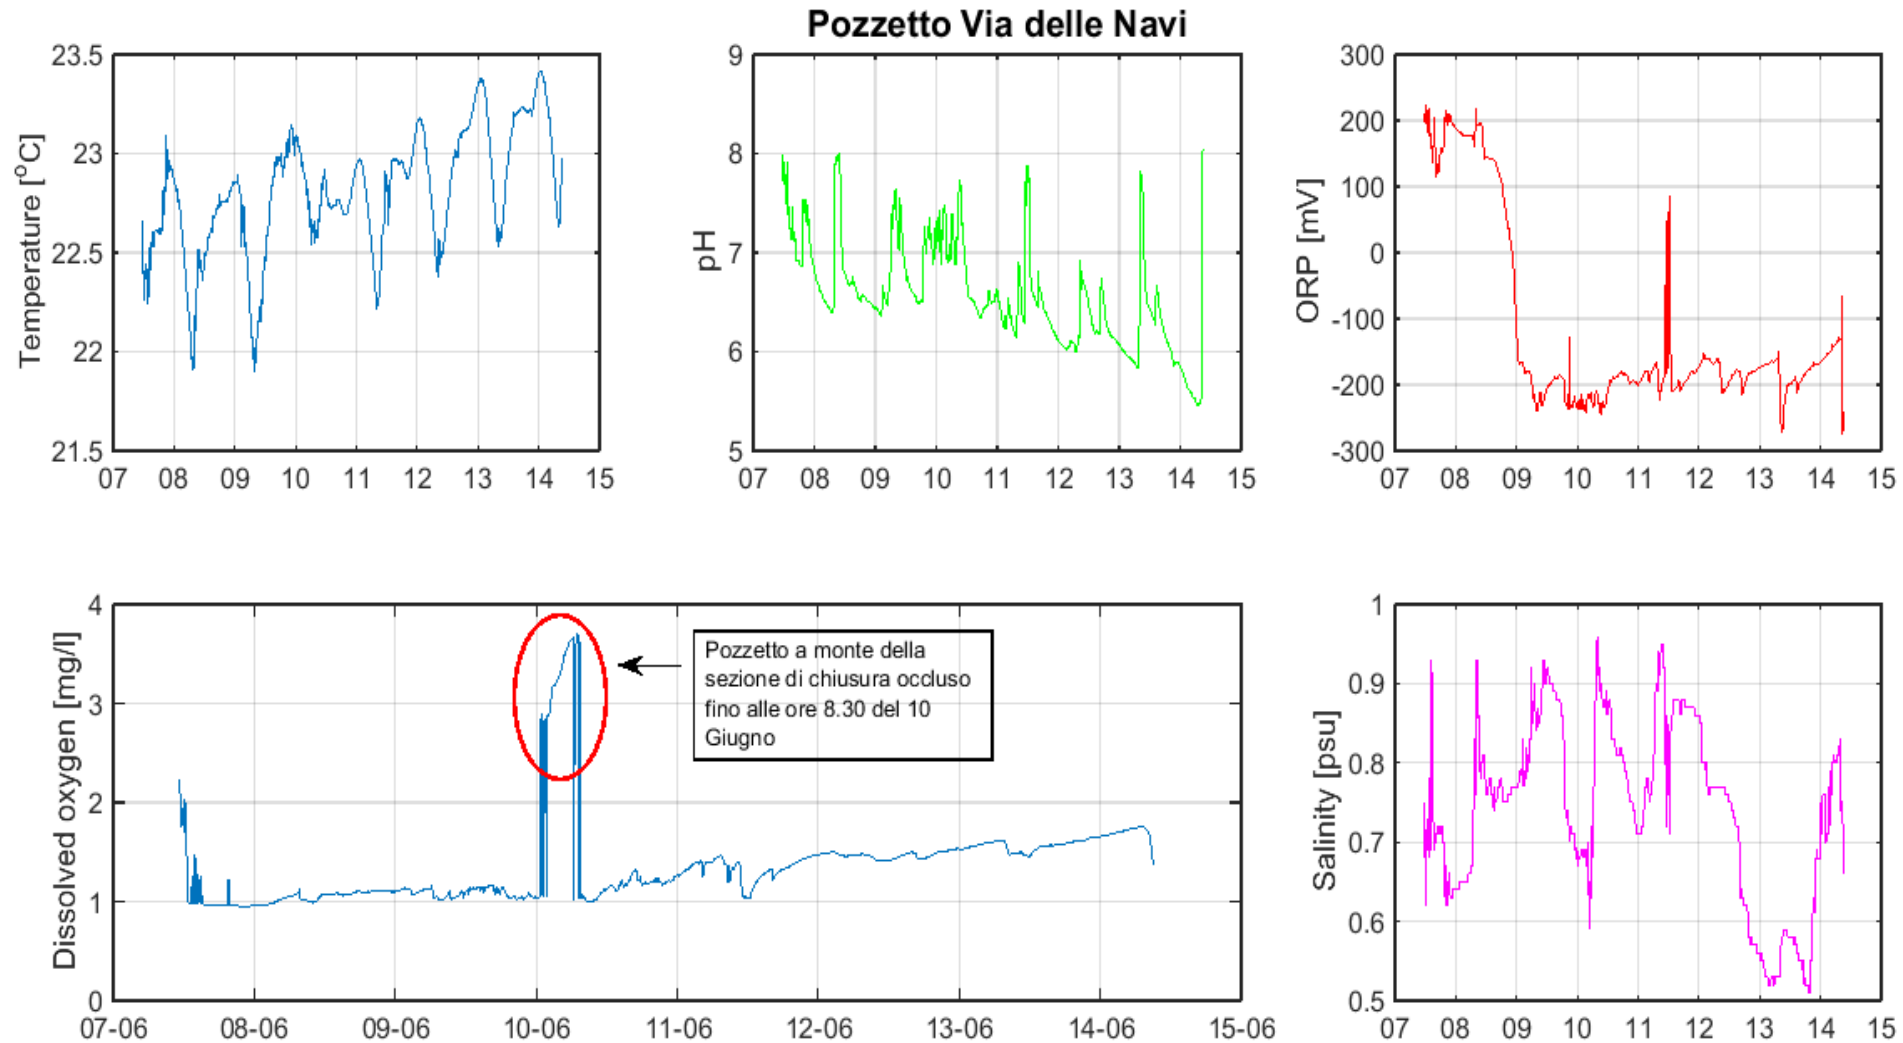 Pozzetto Via delle Navi
Temperature [°C]
23.5
23
22.5
22
21.5
07 08 09 10 11 12 13 14 15
pH
9
8
7
6
5
07 08 09 10 11 12 13 14 15
ORP [mV]
300
200
100
0
-100
-200
-300
07 08 09 10 11 12 13 14 15
Dissolved oxygen [mg/l]
4
3
2
1
0
07-06 08-06 09-06 10-06 11-06 12-06 13-06 14-06 15-06
Pozzetto a monte della
sezione di chiusura occluso
fino alle ore 8.30 del 10
Giugno
Salinity [psu]
1
0.9
0.8
0.7
0.6
0.5
07 08 09 10 11 12 13 14 15